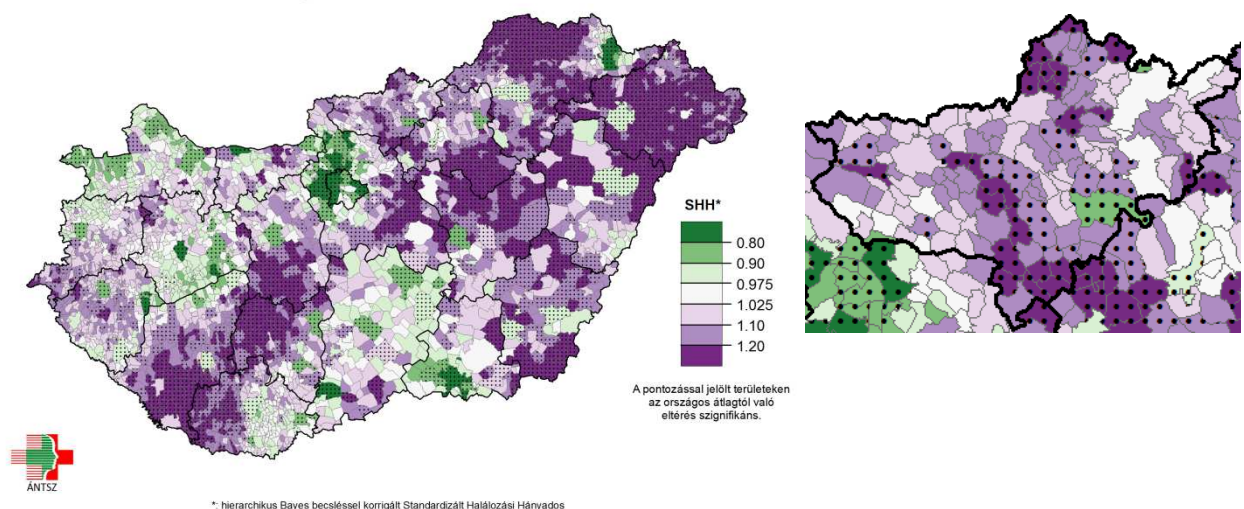 SHH*
0.80
0.90
0.975
1.025
1.10
1.20
A pontozással jelölt területeken
az országos átlagtól való
eltérés szignifikáns.
ÁNTSZ
*: hierarchikus Bayes becsléssel korrigált Standardizált Halálozási Hányados